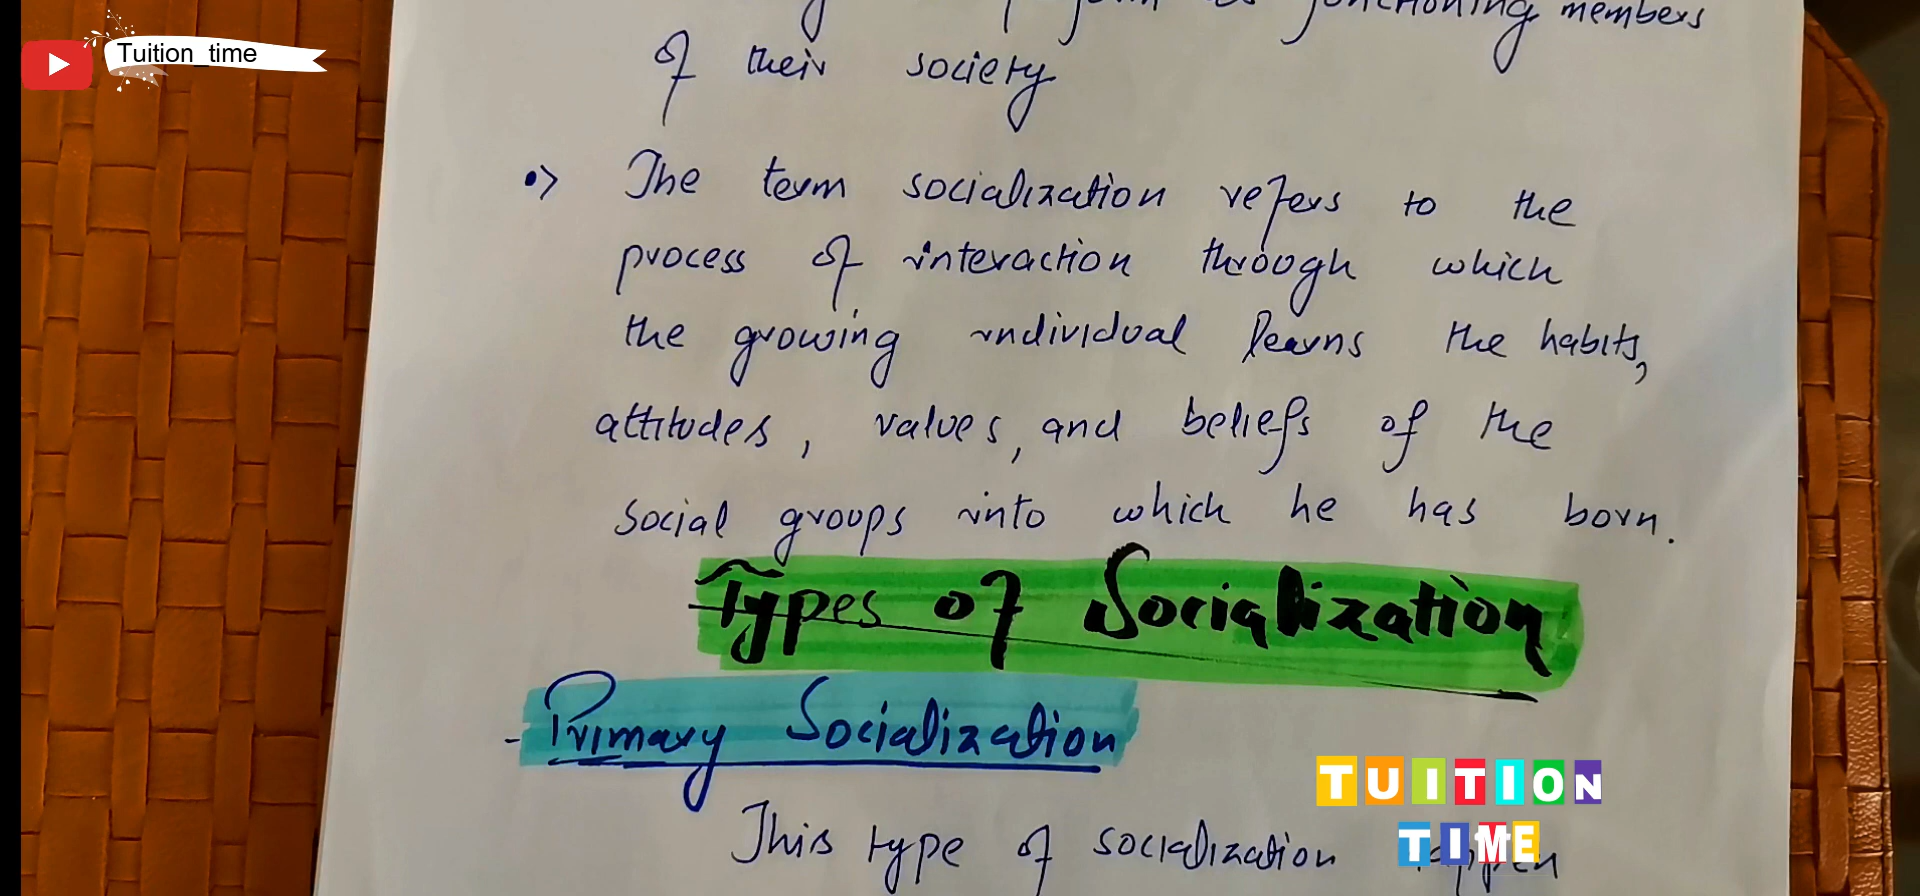 Tuition_time
functioning members
of their society
•> The term socialization refers to the
process of interaction through which
the growing individual learns the habits,
attitudes, values, and beliefs of the
social groups into which he has born.
Types of Socialization
- Primary Socialization
This type of socialization
TUITION
TIME